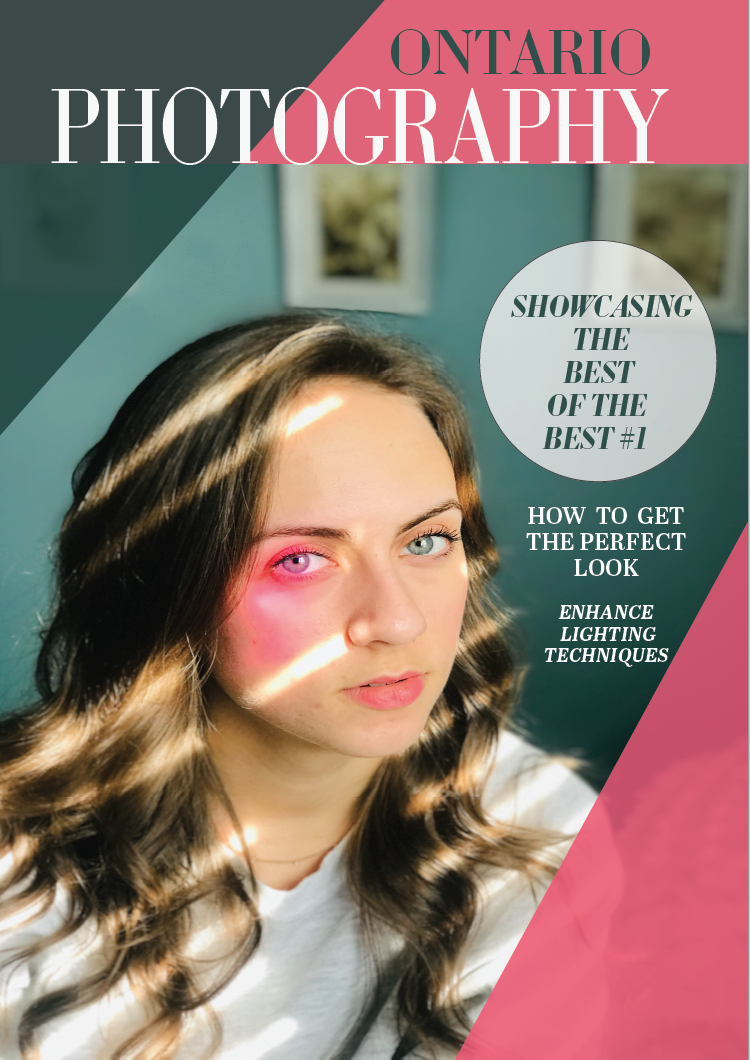 ONTARIO
PHOTOGRAPHY
SHOWCASING
THE
BEST
OF THE
BEST #1
HOW TO GET
THE PERFECT
LOOK
ENHANCE
LIGHTING
TECHNIQUES